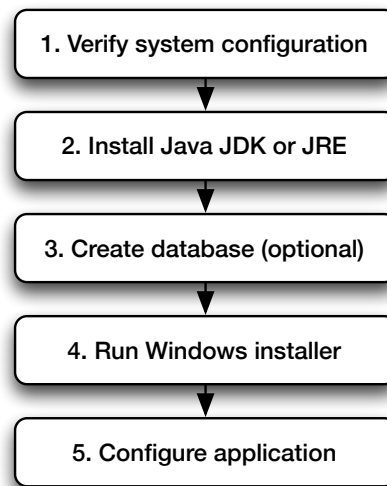 1. Verify system configuration
2. Install Java JDK or JRE
3. Create database (optional)
4. Run Windows installer
5. Configure application